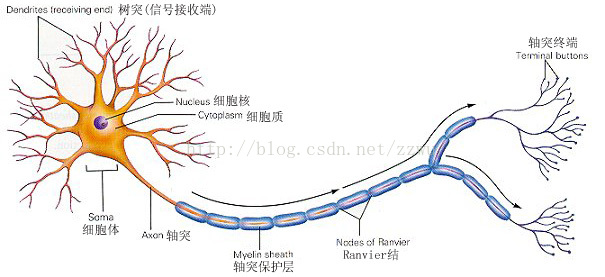 Dendrites (receiving end) 树突(信号接收端)
轴突终端
Terminal buttons
Nucleus 细胞核
Cytoplasm 细胞质
http://blog.csdn.net/zzwu
Soma
细胞体
Axon 轴突
Myelin sheath
轴突保护层
Nodes of Ranvier
Ranvier结